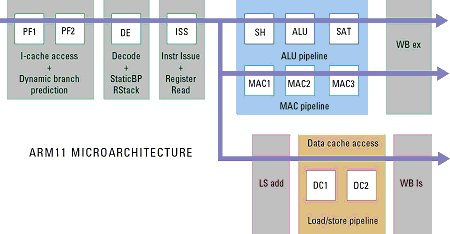 PF1 PF2 DE ISS SH ALU SAT
I-cache access
+
Dynamic branch
prediction
Decode
+
StaticBP
RStack
Instr Issue
+
Register
Read
ALU pipeline
WB ex
MAC1 MAC2 MAC3
MAC pipeline
ARM11 MICROARCHITECTURE
LS add
Data cache access
DC1 DC2
Load/store pipeline
WB ls